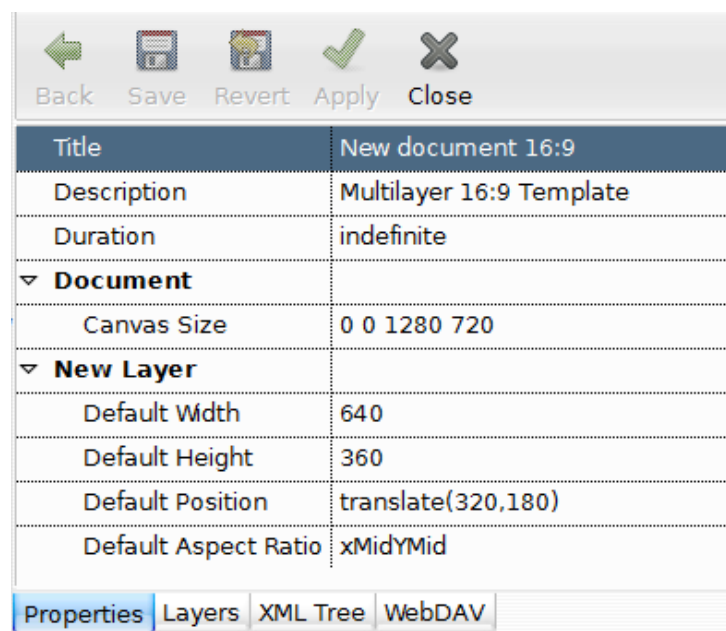 Back Save Revert Apply Close
Title New document 16:9
Description Multilayer 16:9 Template
Duration indefinite
Document
Canvas Size 0 0 1280 720
New Layer
Default Width 640
Default Height 360
Default Position translate(320,180)
Default Aspect Ratio xMidYMid
Properties Layers XML Tree WebDAV